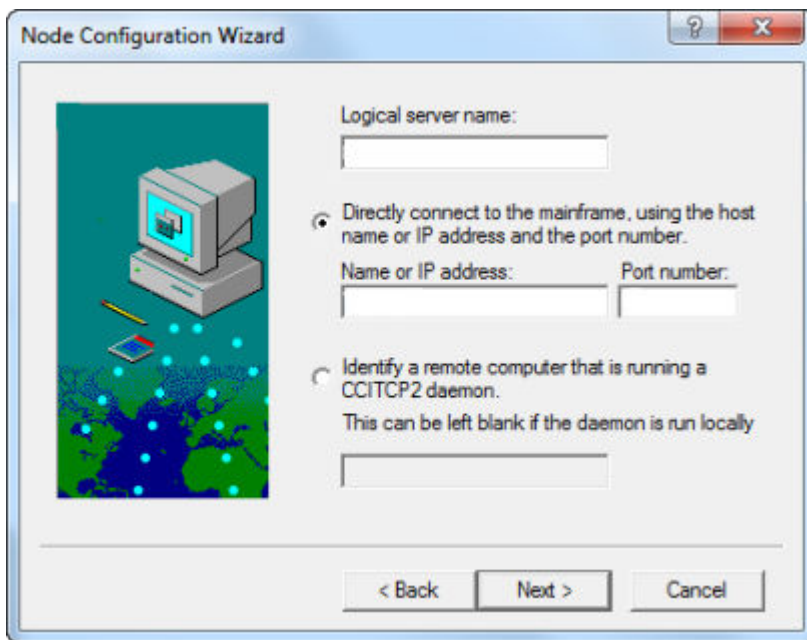 Node Configuration Wizard
Logical server name:
Directly connect to the mainframe, using the host
name or IP address and the port number.
Name or IP address: Port number:
Identify a remote computer that is running a
CCITCP2 daemon.
This can be left blank if the daemon is run locally
< Back Next > Cancel